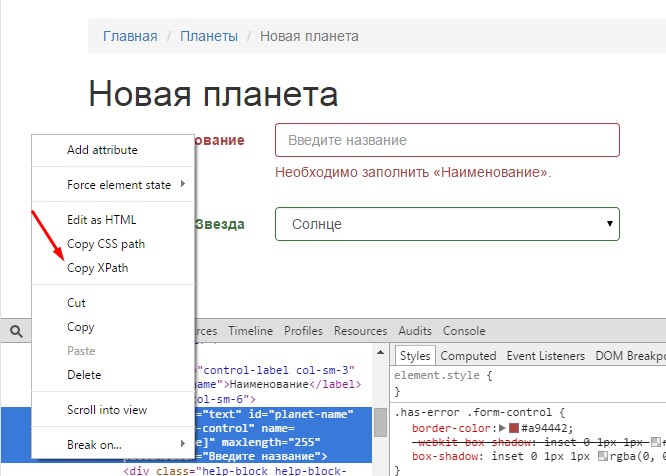 Главная / Планеты / Новая планета
Новая планета
ование
Введите название
Необходимо заполнить «Наименование».
Звезда
Солнце
Add attribute
Force element state
Edit as HTML
Copy CSS path
Copy XPath
Cut
Copy
Paste
Delete
Scroll into view
Break on...
rces Timeline Profiles Resources Audits Console
="control-label col-sm-3"
name">Наименование</label>
col-sm-6">
="text" id="planet-name"
-control" name=
e]" maxlength="255"
"Введите название">
<div class="help-block help-block-
Styles Computed Event Listeners DOM Breakpo
element.style {
}
.has-error .form-control {
border-color: #a94442;
-webkit-box-shadow: inset 0 1px 1px
box-shadow: inset 0 1px 1px rgba(0,
}